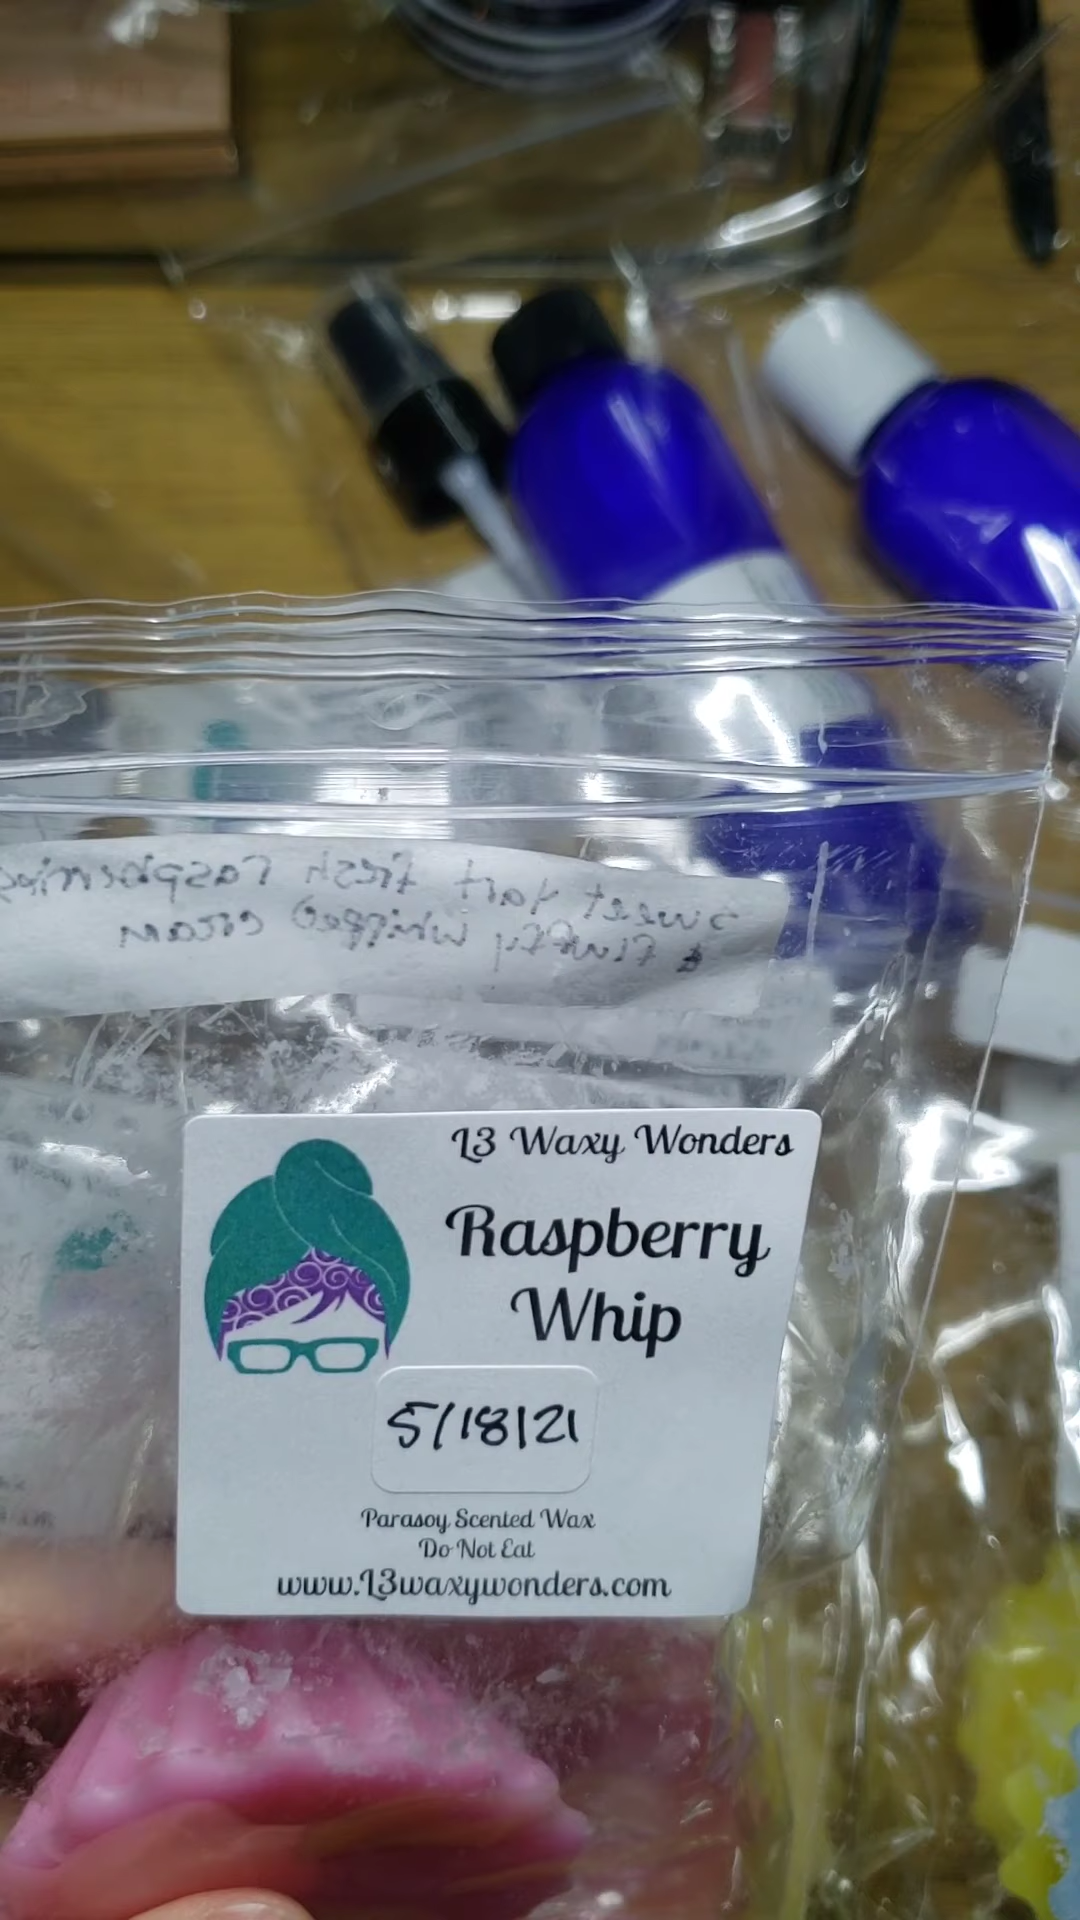 Sweet tart fresh raspberries
& fluffy whipped cream
L3 Waxy Wonders
Raspberry
Whip
5/18/21
Parasoy Scented Wax
Do Not Eat
www.L3waxywonders.com